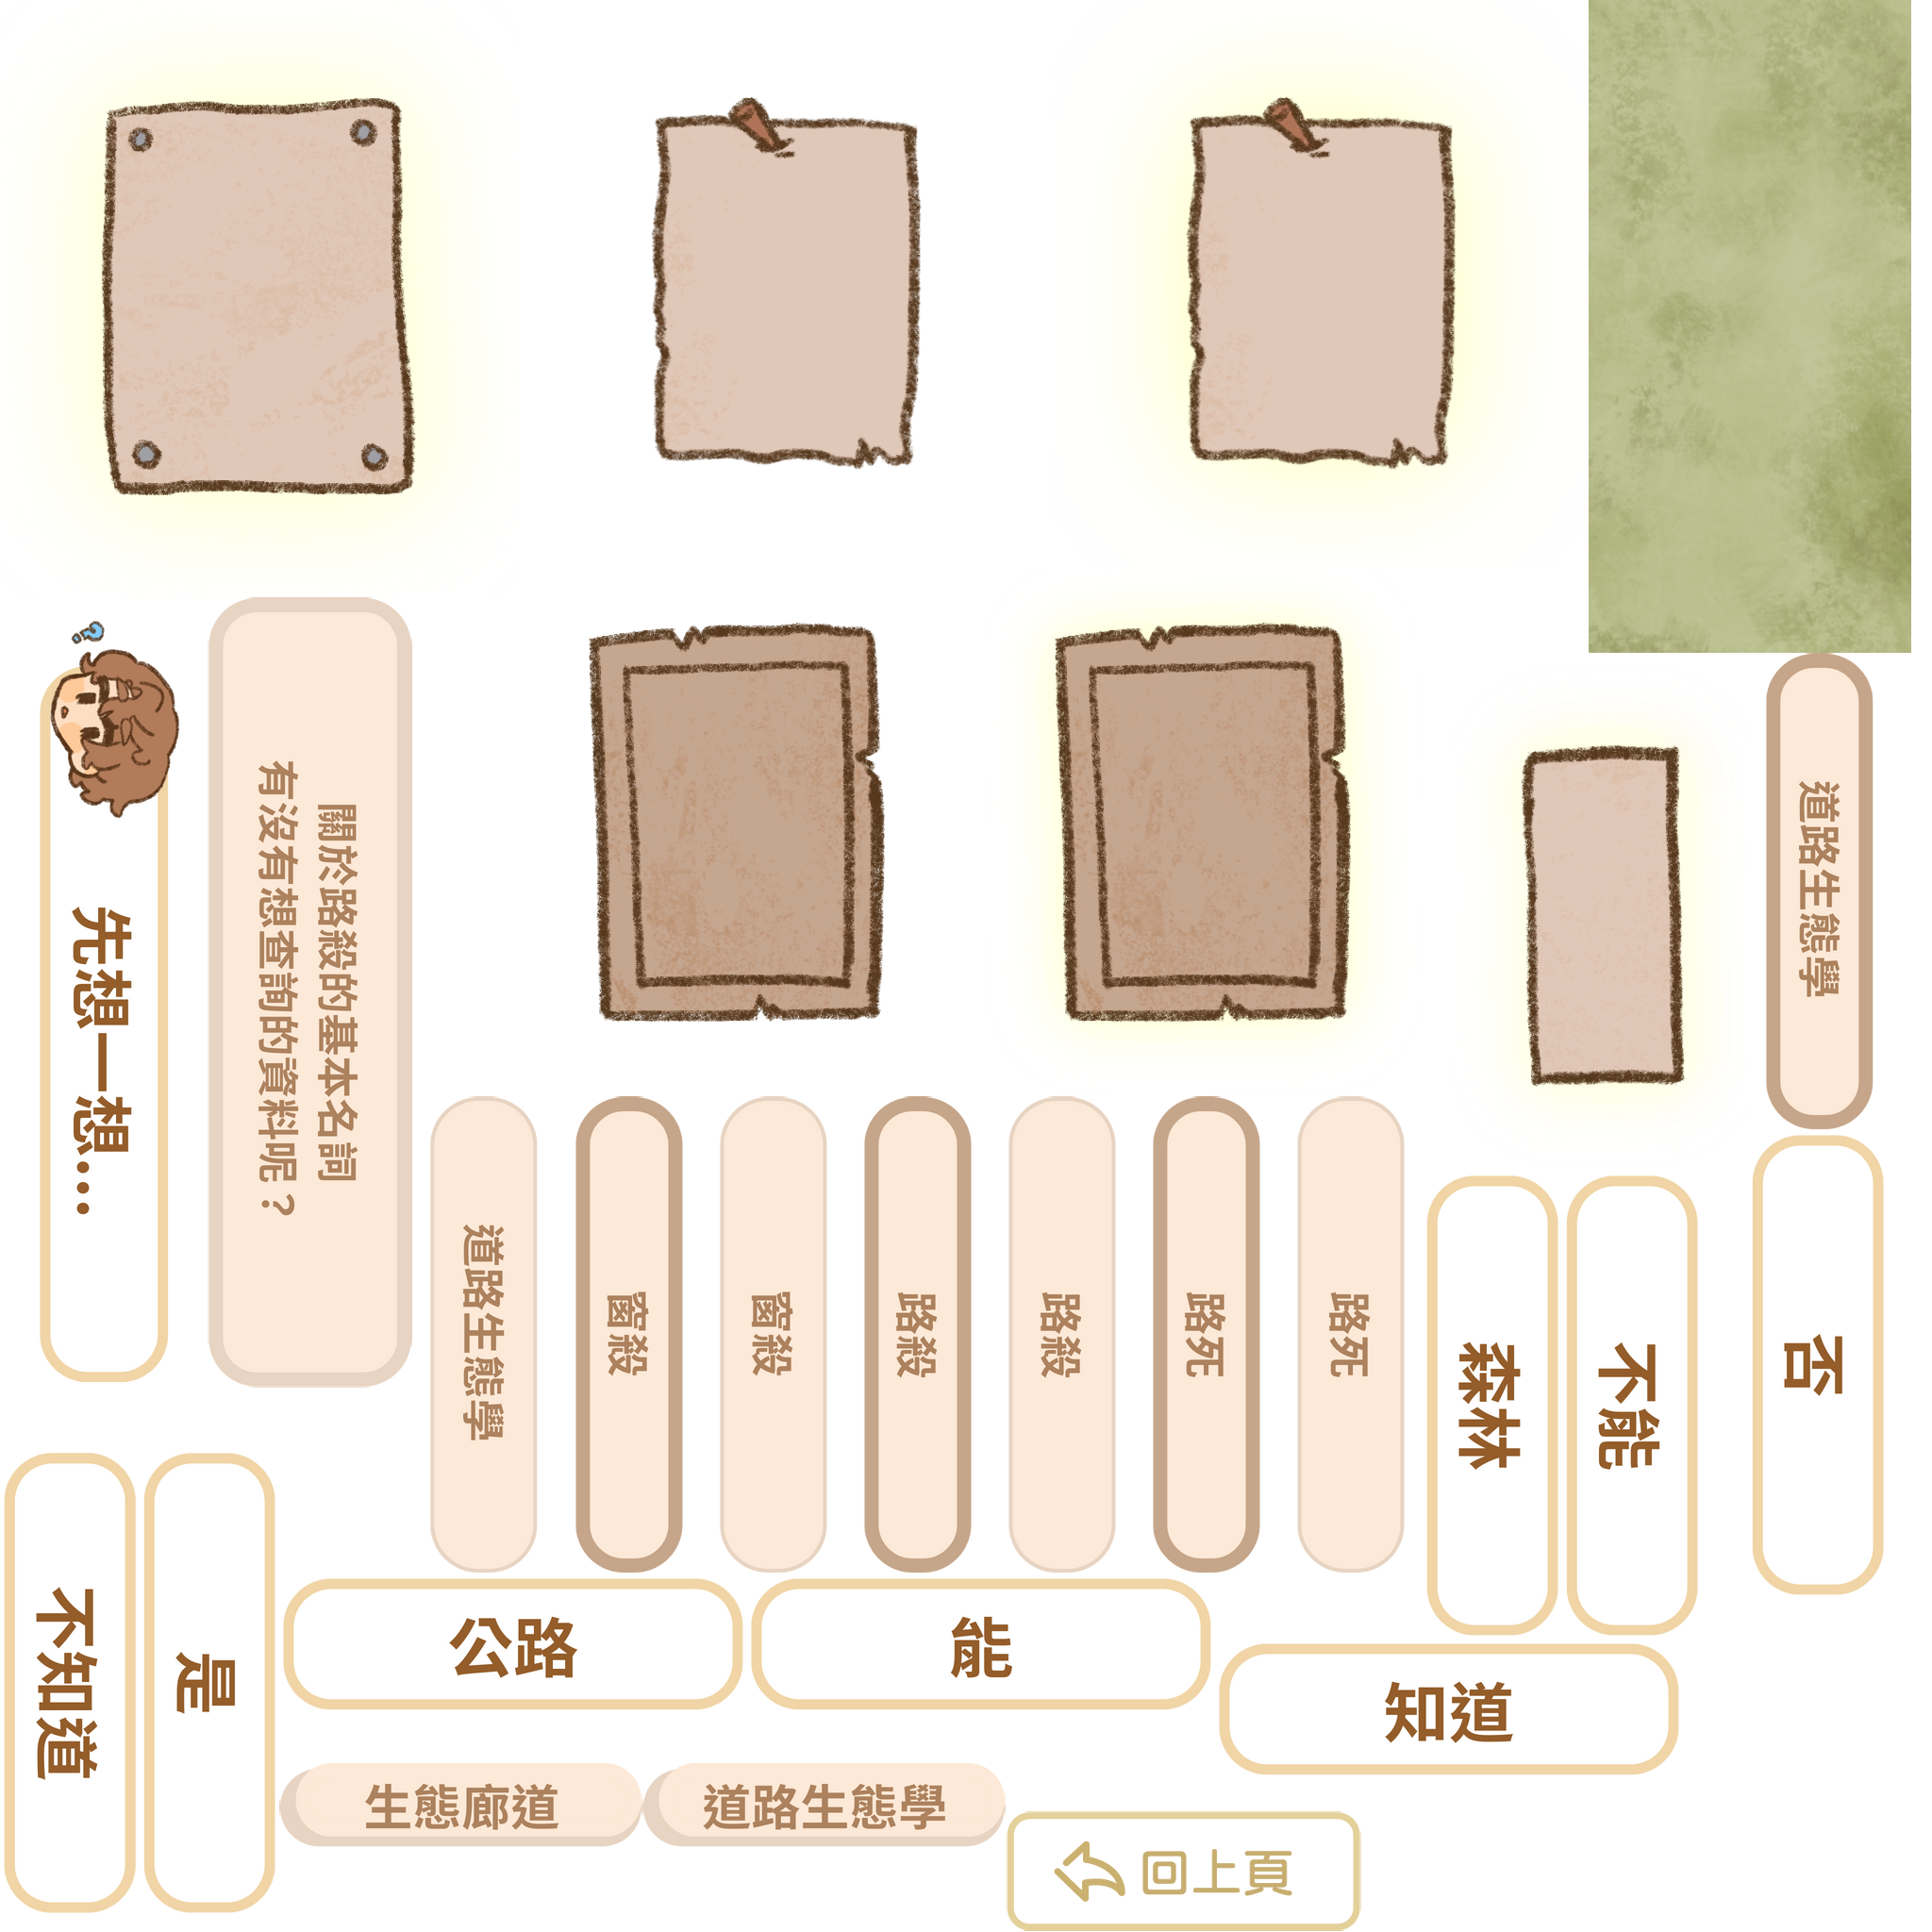 先想一想...
關於路殺的基本名詞
有沒有想查詢的資料呢？
道路生態學
道路生態學
窗殺
窗殺
路殺
路殺
路死
路死
森林
不能
否
不知道
是
公路
能
知道
生態廊道
道路生態學
回上頁